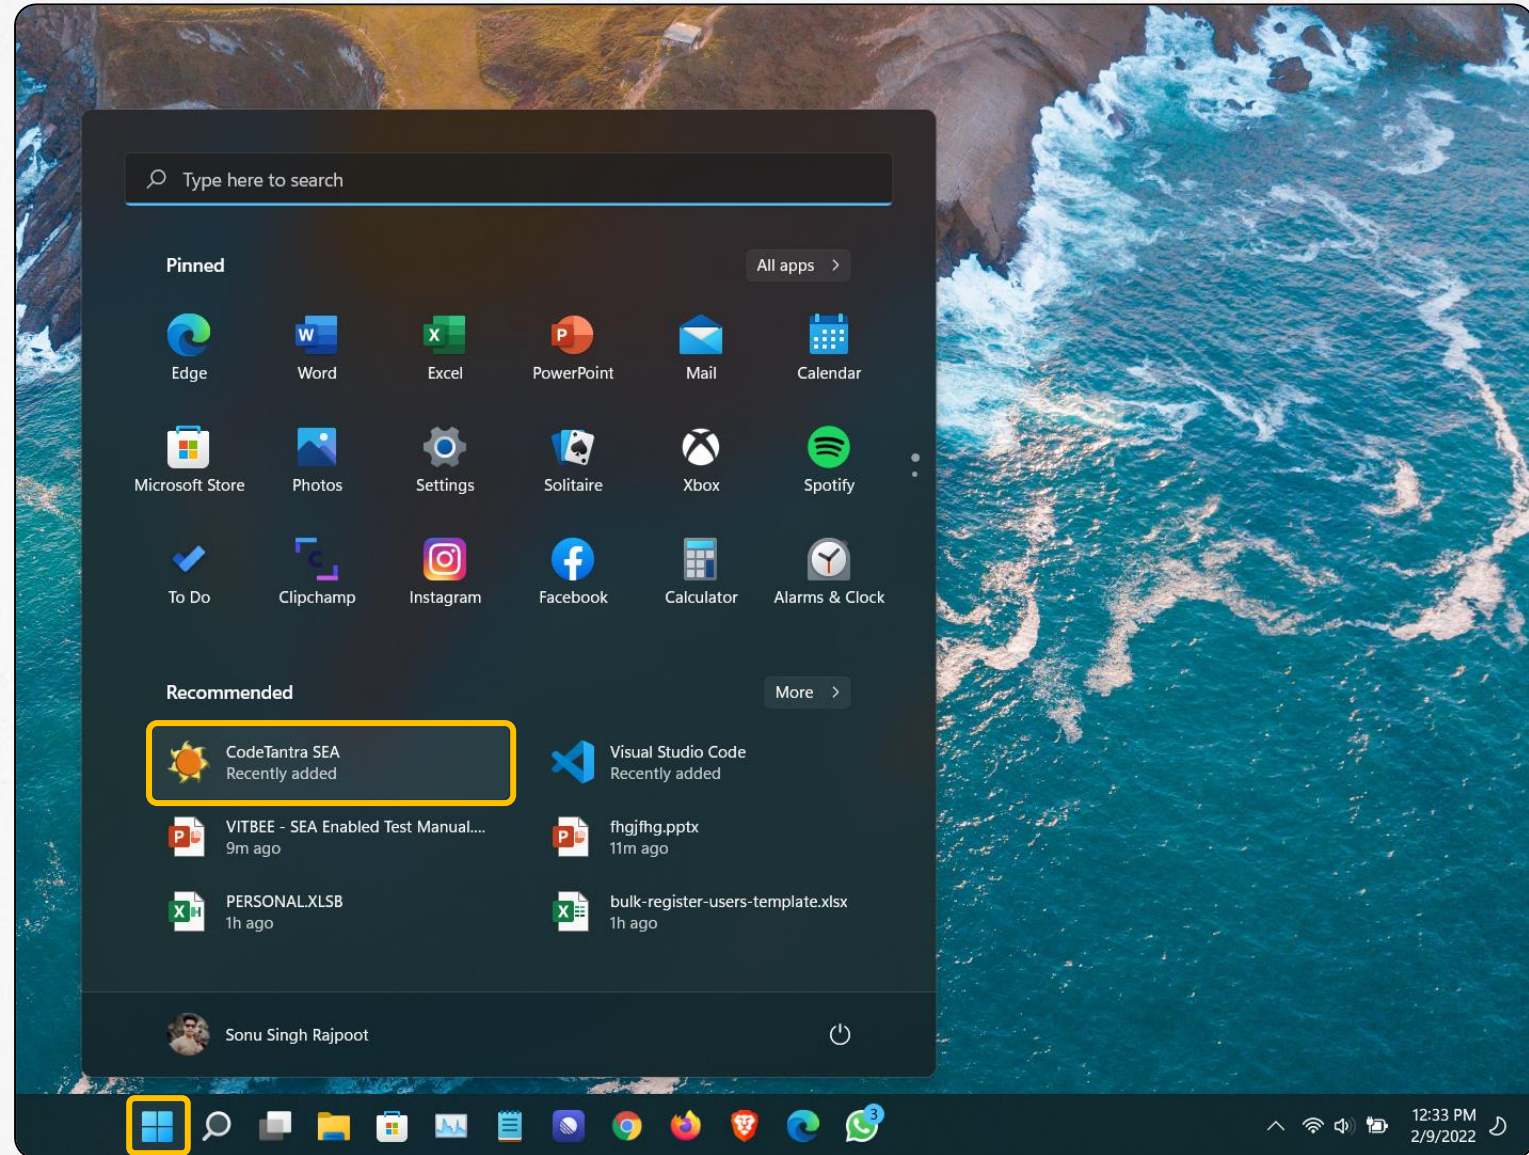 Type here to search
Pinned
All apps
Edge
Word
Excel
PowerPoint
Mail
Calendar
Microsoft Store
Photos
Settings
Solitaire
Xbox
Spotify
To Do
Clipchamp
Instagram
Facebook
Calculator
Alarms & Clock
Recommended
More
CodeTantra SEA
Recently added
Visual Studio Code
Recently added
VITBEE - SEA Enabled Test Manual....
9m ago
fhgjfhg.pptx
11m ago
PERSONAL.XLSB
1h ago
bulk-register-users-template.xlsx
1h ago
Sonu Singh Rajpoot
3
12:33 PM
2/9/2022